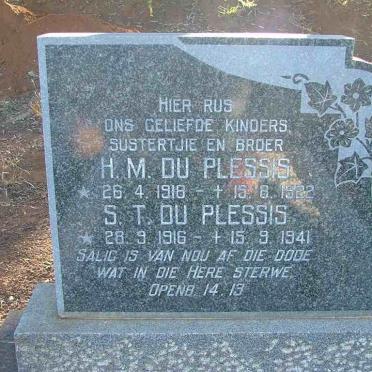 HIER RUS
ONS GELIEFDE KINDERS
SUSTERTJIE EN BROER
H. M. DU PLESSIS
★ 26. 4. 1918 - † 15. 6. 1922
S. T. DU PLESSIS
★ 28. 9. 1916 - † 15. 9. 1941
SALIG IS VAN NOU AF DIE DODE
WAT IN DIE HERE STERWE.
OPENB. 14. 13